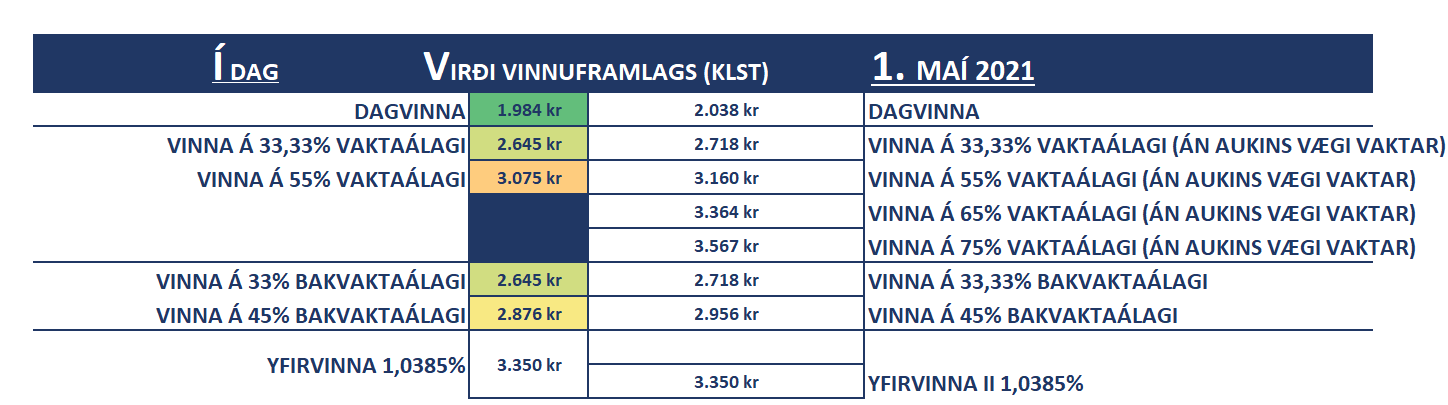 Í DAG VIRÐI VINNUFRAMLAGS (KLST) 1. MAÍ 2021
DAGVINNA 1.984 kr 2.038 kr DAGVINNA
VINNA Á 33,33% VAKTAÁLAGI 2.645 kr 2.718 kr VINNA Á 33,33% VAKTAÁLAGI (ÁN AUKINS VÆGI VAKTAR)
VINNA Á 55% VAKTAÁLAGI 3.075 kr 3.160 kr VINNA Á 55% VAKTAÁLAGI (ÁN AUKINS VÆGI VAKTAR)
3.364 kr VINNA Á 65% VAKTAÁLAGI (ÁN AUKINS VÆGI VAKTAR)
3.567 kr VINNA Á 75% VAKTAÁLAGI (ÁN AUKINS VÆGI VAKTAR)
VINNA Á 33% BAKVAKTAÁLAGI 2.645 kr 2.718 kr VINNA Á 33,33% BAKVAKTAÁLAGI
VINNA Á 45% BAKVAKTAÁLAGI 2.876 kr 2.956 kr VINNA Á 45% BAKVAKTAÁLAGI
YFIRVINNA 1,0385% 3.350 kr
3.350 kr YFIRVINNA II 1,0385%